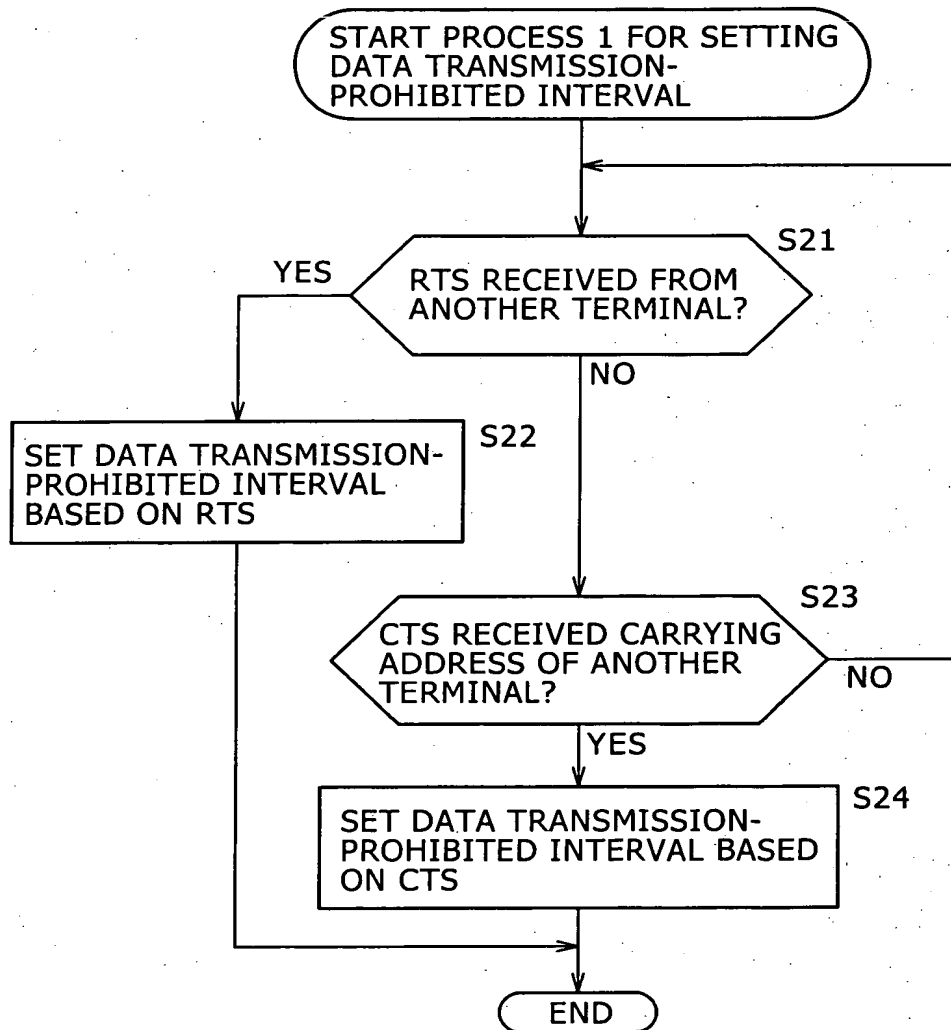 START PROCESS 1 FOR SETTING
DATA TRANSMISSION-
PROHIBITED INTERVAL
S21
YES
RTS RECEIVED FROM
ANOTHER TERMINAL?
NO
S22
SET DATA TRANSMISSION-
PROHIBITED INTERVAL
BASED ON RTS
S23
CTS RECEIVED CARRYING
ADDRESS OF ANOTHER
TERMINAL?
NO
YES
S24
SET DATA TRANSMISSION-
PROHIBITED INTERVAL BASED
ON CTS
END